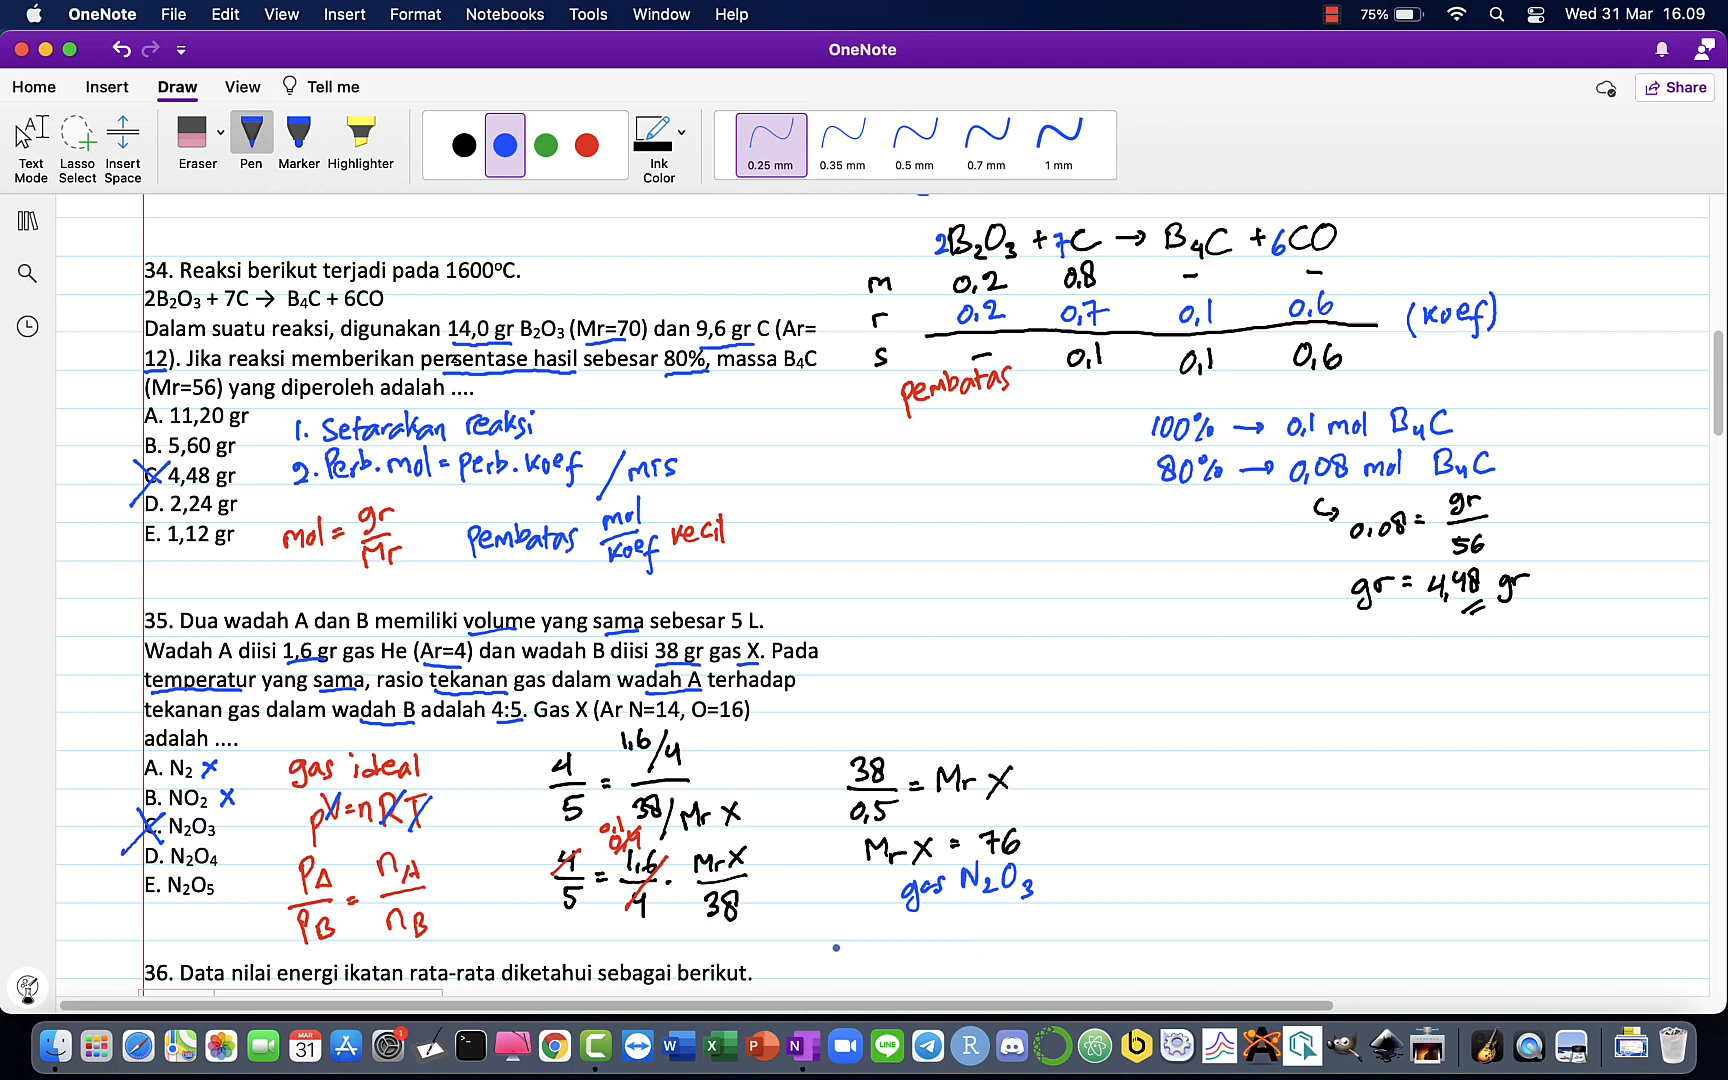 OneNote File Edit View Insert Format Notebooks Tools Window Help 75% Wed 31 Mar 16.09
OneNote
Home Insert Draw View Tell me Share
Text Mode
Lasso Select
Insert Space
Eraser
Pen
Marker
Highlighter
Ink Color
0.25 mm 0.35 mm 0.5 mm 0.7 mm 1 mm
34. Reaksi berikut terjadi pada 1600°C.
2B₂O₃ + 7C → B₄C + 6CO
Dalam suatu reaksi, digunakan 14,0 gr B₂O₃ (Mr=70) dan 9,6 gr C (Ar=
12). Jika reaksi memberikan persentase hasil sebesar 80%, massa B₄C
(Mr=56) yang diperoleh adalah ....
A. 11,20 gr
B. 5,60 gr
C. 4,48 gr
D. 2,24 gr
E. 1,12 gr
1. Setarakan reaksi
2. Perb. mol = perb. koef / mrs
mol = gr / Mr
pembatas mol / koef kecil
2B₂O₃ + 7C → B₄C + 6CO
m 0,2 0,8 - -
r 0,2 0,7 0,1 0,6 (koef)
s - 0,1 0,1 0,6
pembatas
100% → 0,1 mol B₄C
80% → 0,08 mol B₄C
0,08 = gr / 56
gr = 4,48 gr
35. Dua wadah A dan B memiliki volume yang sama sebesar 5 L.
Wadah A diisi 1,6 gr gas He (Ar=4) dan wadah B diisi 38 gr gas X. Pada
temperatur yang sama, rasio tekanan gas dalam wadah A terhadap
tekanan gas dalam wadah B adalah 4:5. Gas X (Ar N=14, O=16)
adalah ....
A. N₂ x
B. NO₂ x
C. N₂O₃
D. N₂O₄
E. N₂O₅
gas ideal
pV = nRT
PA / PB = nA / nB
4/5 = 1,6/4 / 38/Mr X
0,1
0,4
4/5 = 1,6/4 . Mr X/38
38 / 0,5 = Mr X
Mr X = 76
gas N₂O₃
36. Data nilai energi ikatan rata-rata diketahui sebagai berikut.
MAR
31
1
W
X
P
N
LINE
R
b